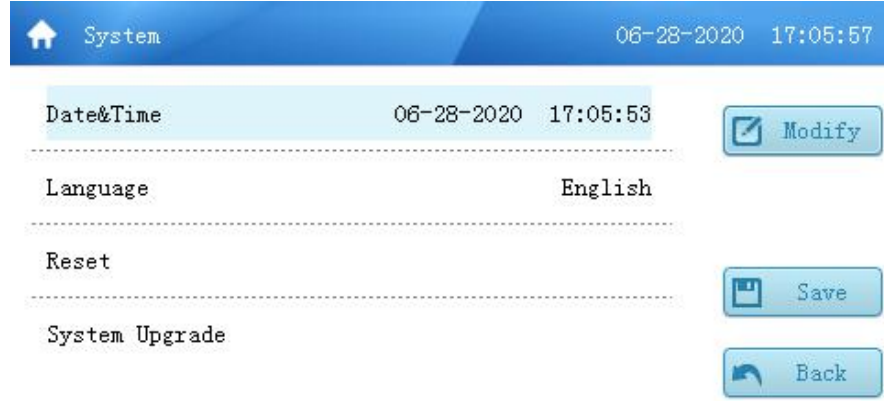 System 06-28-2020 17:05:57
Date&Time 06-28-2020 17:05:53
Modify
Language English
Reset
Save
System Upgrade
Back